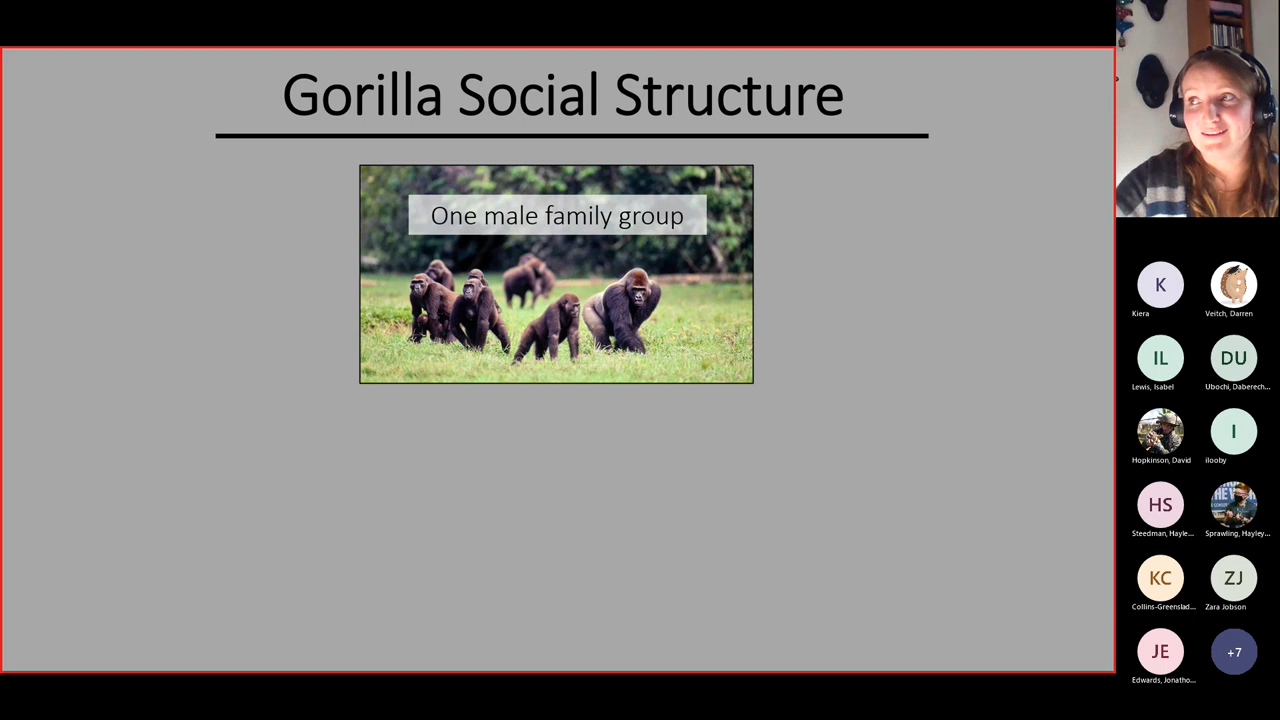 Gorilla Social Structure
One male family group
K
Kiera
Veitch, Darren
IL
DU
Lewis, Isabel
Ubochi, Daberech...
I
Hopkinson, David
ilooby
HS
Steedman, Hayle...
Sprawling, Hayley...
KC
ZJ
Collins-Greenslad...
Zara Jobson
JE
+7
Edwards, Jonatho...